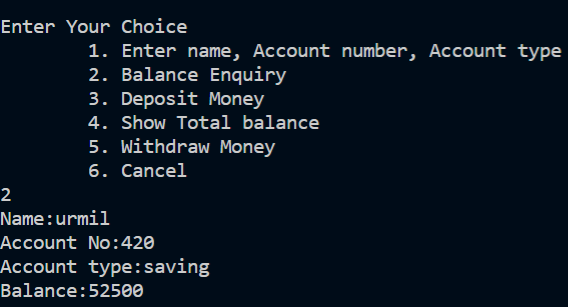 Enter Your Choice
1. Enter name, Account number, Account type
2. Balance Enquiry
3. Deposit Money
4. Show Total balance
5. Withdraw Money
6. Cancel
2
Name:urmil
Account No:420
Account type:saving
Balance:52500